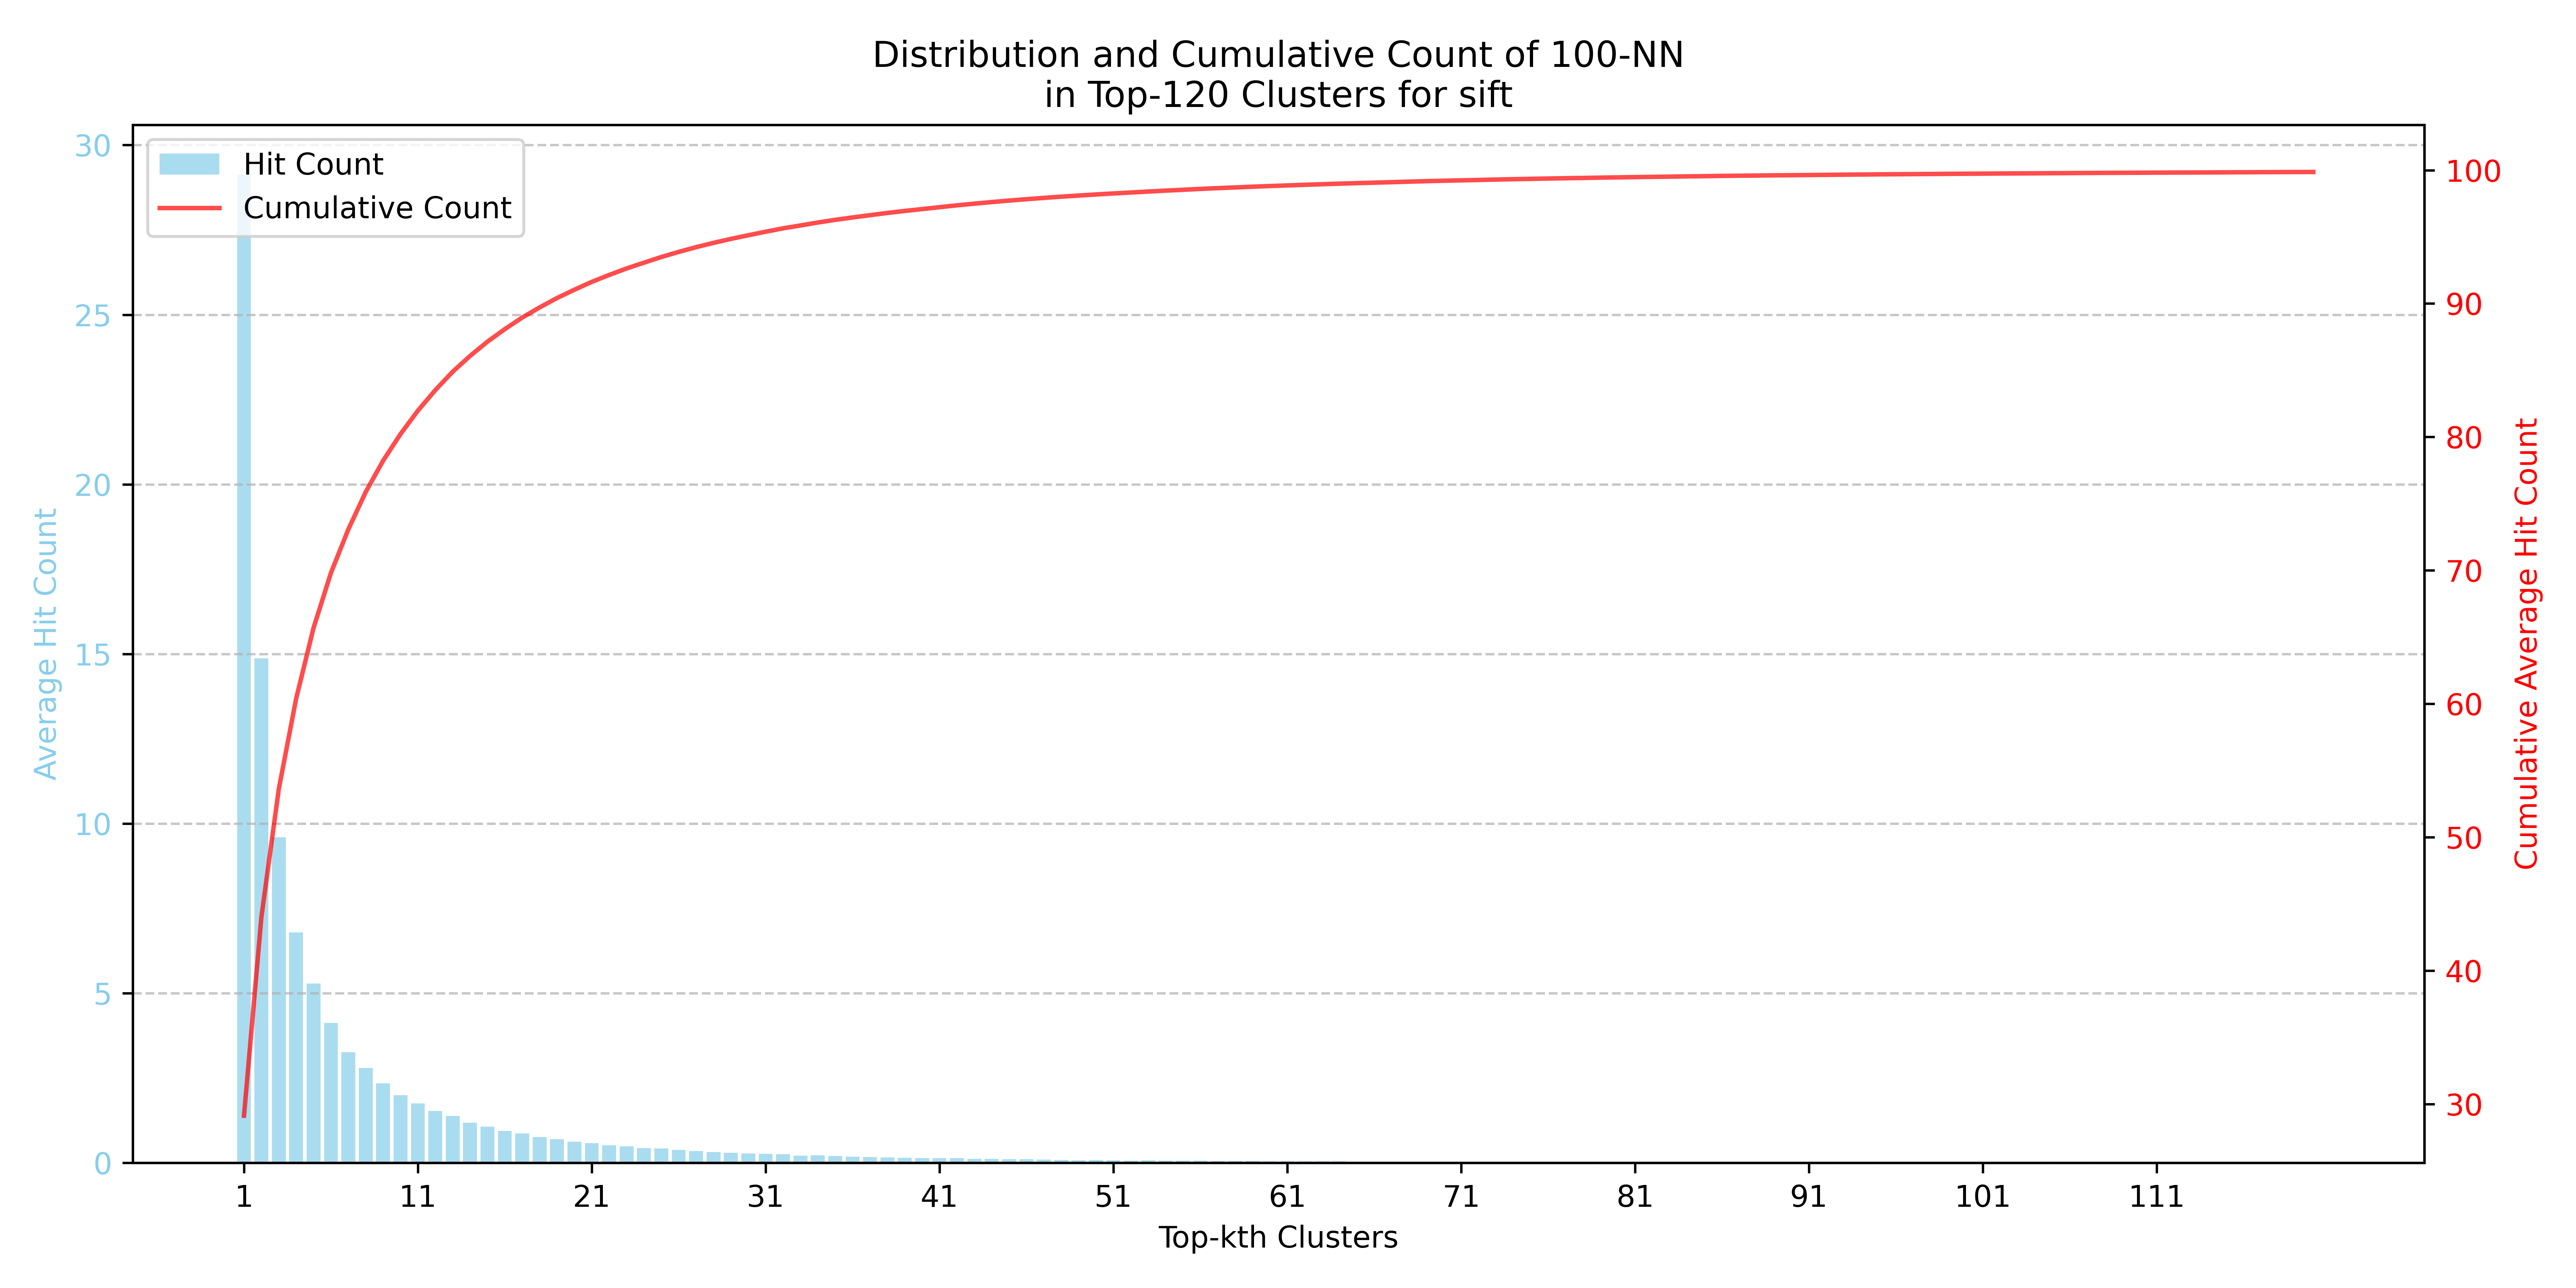 Distribution and Cumulative Count of 100-NN
in Top-120 Clusters for sift
Hit Count
Cumulative Count
Average Hit Count
30
25
20
15
10
5
0
100
90
80
70
60
50
40
30
Cumulative Average Hit Count
1 11 21 31 41 51 61 71 81 91 101 111
Top-kth Clusters